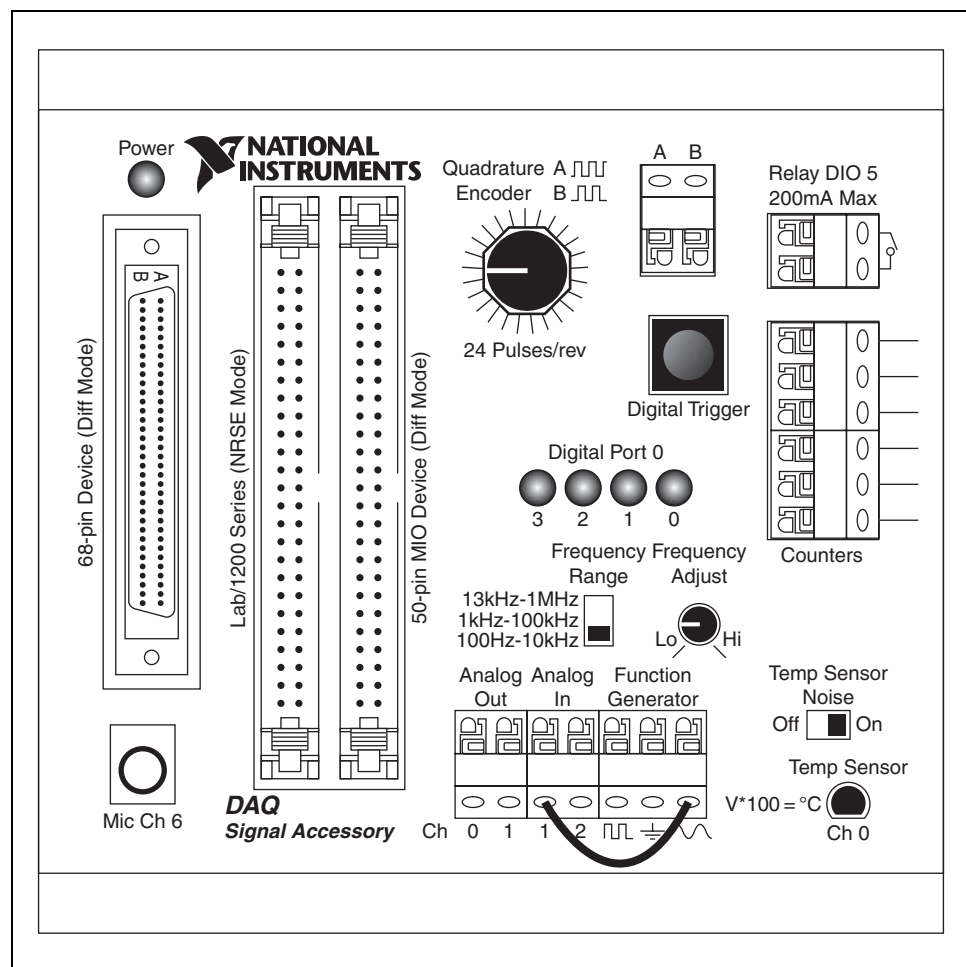 Power
NATIONAL
INSTRUMENTS
Quadrature A
Encoder B
24 Pulses/rev
A B
Relay DIO 5
200mA Max
A
B
68-pin Device (Diff Mode)
Lab/1200 Series (NRSE Mode)
50-pin MIO Device (Diff Mode)
Digital Trigger
Digital Port 0
3 2 1 0
Counters
Frequency
Range
13kHz-1MHz
1kHz-100kHz
100Hz-10kHz
Frequency
Adjust
Lo Hi
Analog
Out
Analog
In
Function
Generator
Temp Sensor
Noise
Off On
Temp Sensor
V*100 = °C
Ch 0
Mic Ch 6
DAQ
Signal Accessory
Ch 0 1 1 2